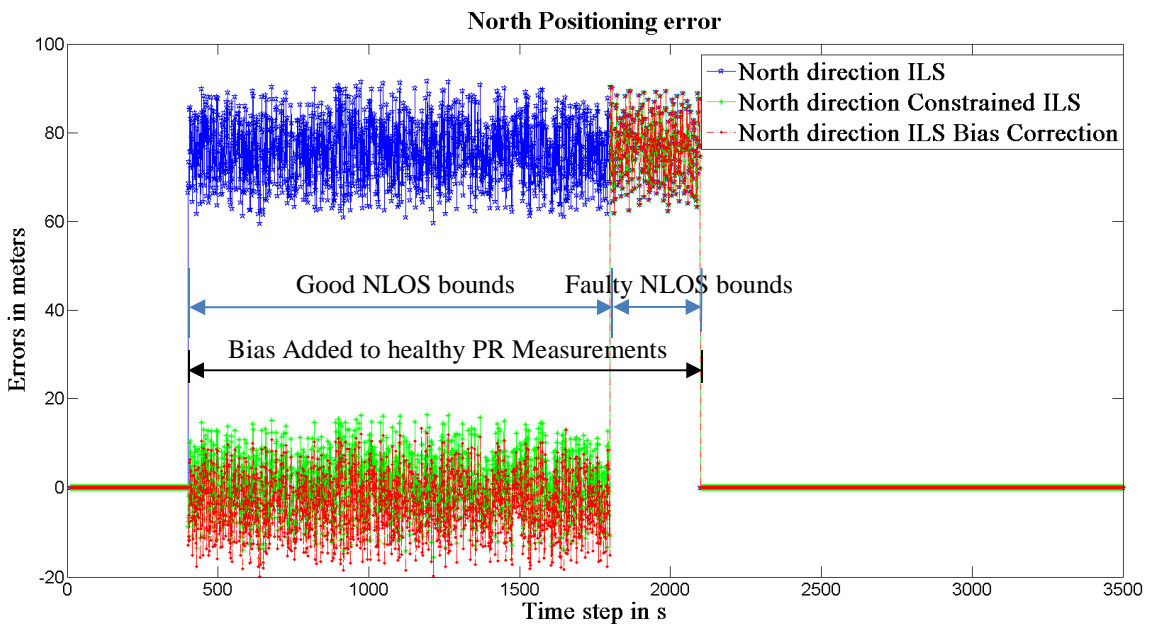 North Positioning error
North direction ILS
North direction Constrained ILS
North direction ILS Bias Correction
Errors in meters
100
80
60
40
20
0
-20
Good NLOS bounds
Faulty NLOS bounds
Bias Added to healthy PR Measurements
0 500 1000 1500 2000 2500 3000 3500
Time step in s